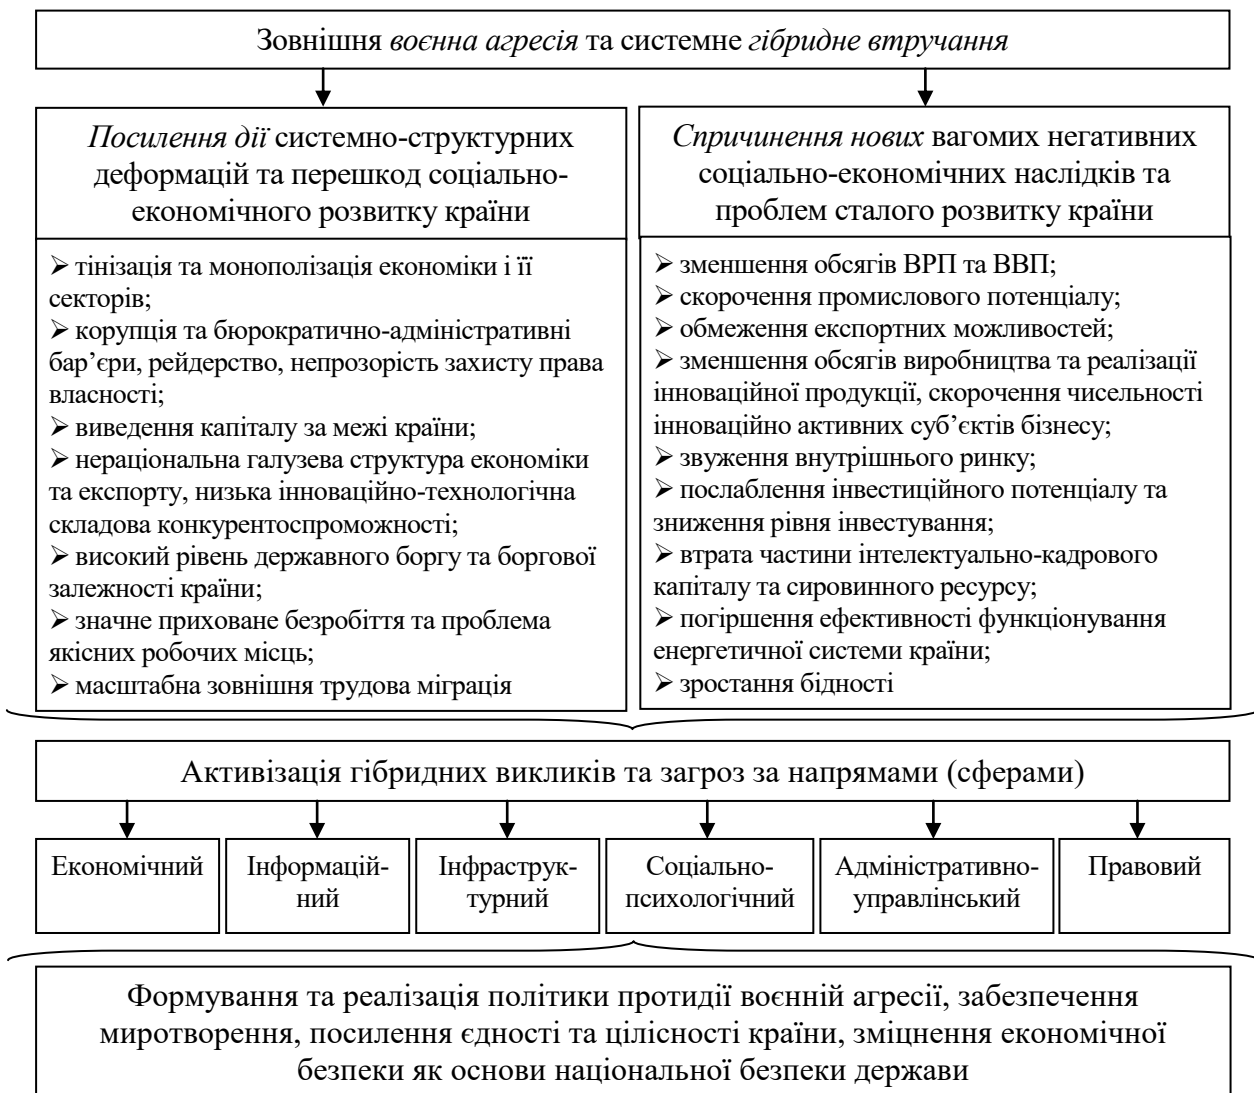 Зовнішня воєнна агресія та системне гібридне втручання
Посилення дії системно-структурних
деформацій та перешкод соціально-
економічного розвитку країни
➢ тінізація та монополізація економіки і її
секторів;
➢ корупція та бюрократично-адміністративні
бар’єри, рейдерство, непрозорість захисту права
власності;
➢ виведення капіталу за межі країни;
➢ нераціональна галузева структура економіки
та експорту, низька інноваційно-технологічна
складова конкурентоспроможності;
➢ високий рівень державного боргу та боргової
залежності країни;
➢ значне приховане безробіття та проблема
якісних робочих місць;
➢ масштабна зовнішня трудова міграція
Спричинення нових вагомих негативних
соціально-економічних наслідків та
проблем сталого розвитку країни
➢ зменшення обсягів ВРП та ВВП;
➢ скорочення промислового потенціалу;
➢ обмеження експортних можливостей;
➢ зменшення обсягів виробництва та реалізації
інноваційної продукції, скорочення чисельності
інноваційно активних суб’єктів бізнесу;
➢ звуження внутрішнього ринку;
➢ послаблення інвестиційного потенціалу та
зниження рівня інвестування;
➢ втрата частини інтелектуально-кадрового
капіталу та сировинного ресурсу;
➢ погіршення ефективності функціонування
енергетичної системи країни;
➢ зростання бідності
Активізація гібридних викликів та загроз за напрямами (сферами)
Економічний
Інформацій-
ний
Інфраструк-
турний
Соціально-
психологічний
Адміністративно-
управлінський
Правовий
Формування та реалізація політики протидії воєнній агресії, забезпечення
миротворення, посилення єдності та цілісності країни, зміцнення економічної
безпеки як основи національної безпеки держави